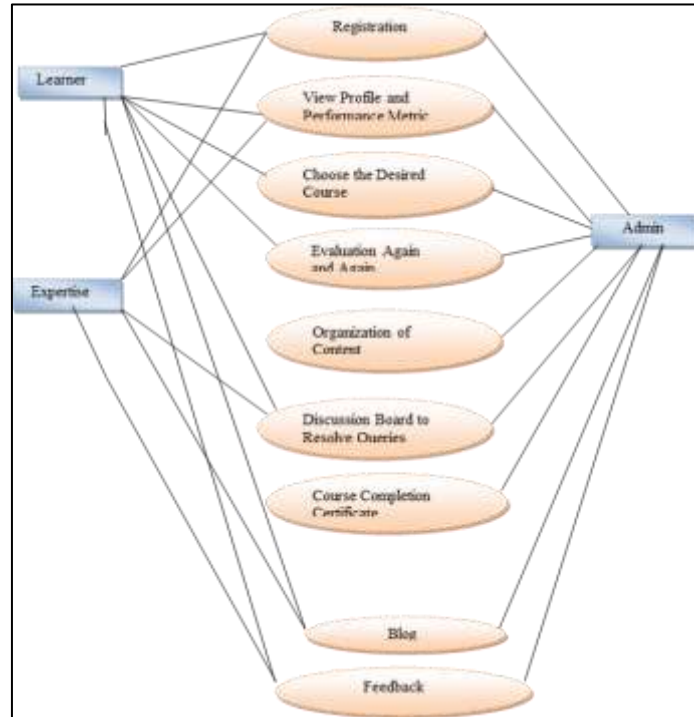 Registration
Learner
View Profile and
Performance Metric
Choose the Desired
Course
Admin
Evaluation Again
and Again
Expertise
Organization of
Content
Discussion Board to
Resolve Queries
Course Completion
Certificate
Blog
Feedback